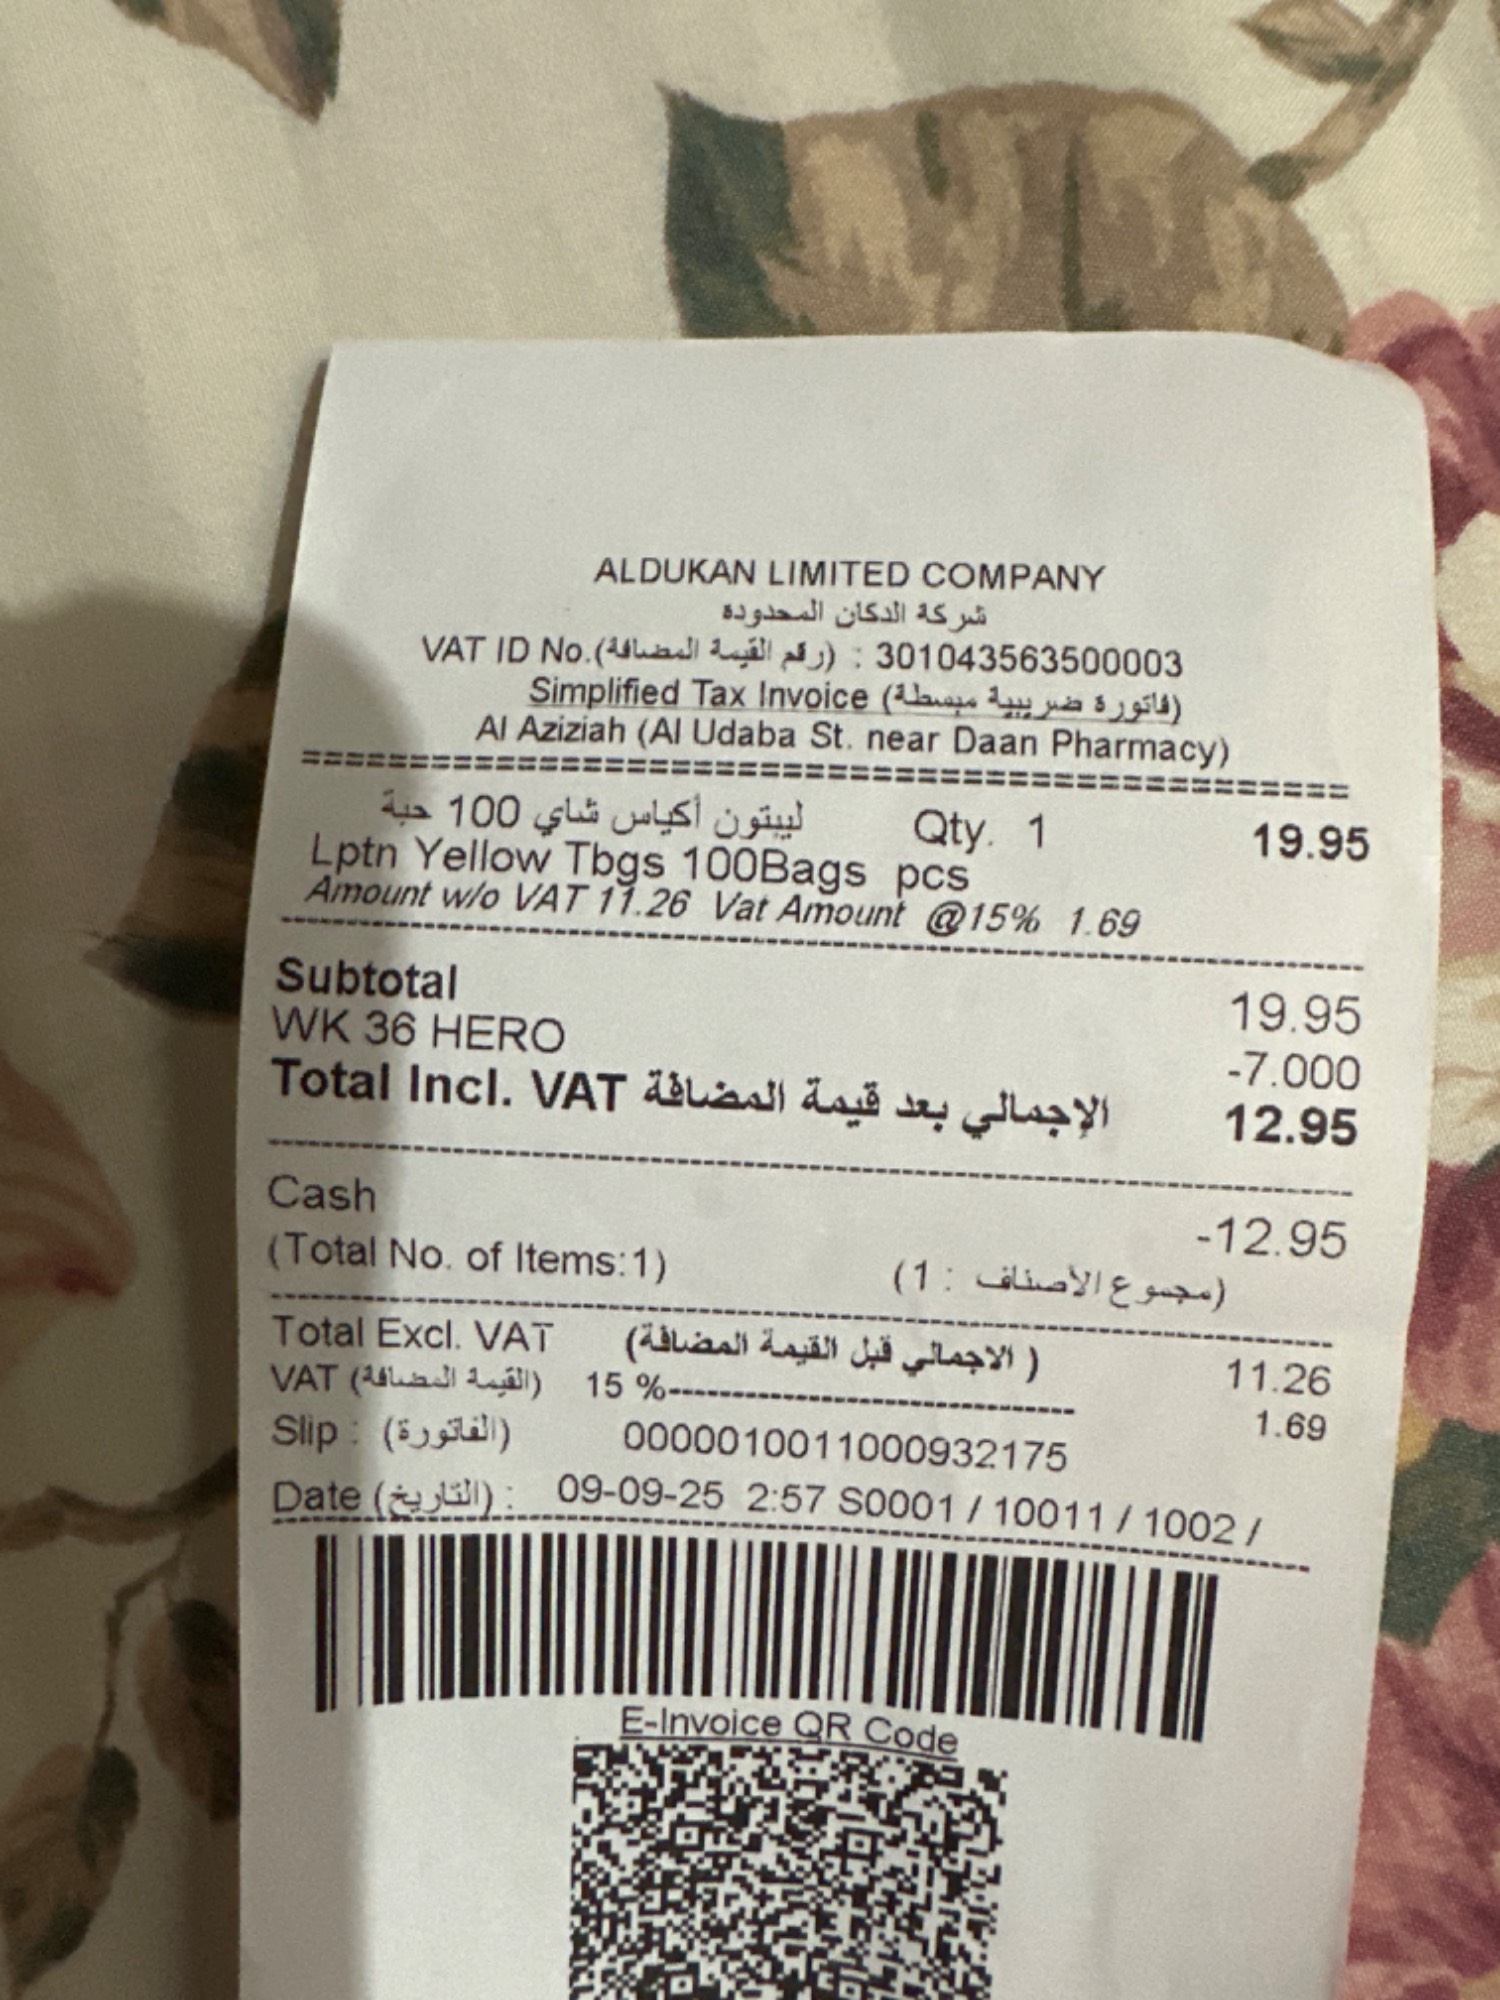 ALDUKAN LIMITED COMPANY
شركة الدكان المحدوده
VAT ID No.(رقم القيمة المضافة) : 301043563500003
Simplified Tax Invoice (فاتورة ضريبية مبسطة)
Al Aziziah (Al Udaba St. near Daan Pharmacy)
ليبتون أكياس شاي 100 حبة Qty. 1 19.95
Lptn Yellow Tbgs 100Bags pcs
Amount w/o VAT 11.26 Vat Amount @15% 1.69
Subtotal 19.95
WK 36 HERO -7.000
Total Incl. VAT الإجمالي بعد قيمة المضافة 12.95
Cash -12.95
(Total No. of Items:1) (مجموع الأصناف : 1)
Total Excl. VAT (الاجمالي قبل القيمة المضافة ) 11.26
VAT (القيمة المضافة) 15 %------------------------------ 1.69
Slip : (الفاتورة) 0000010011000932175
Date (التاريخ) : 09-09-25 2:57 S0001 / 10011 / 1002 /
E-Invoice QR Code